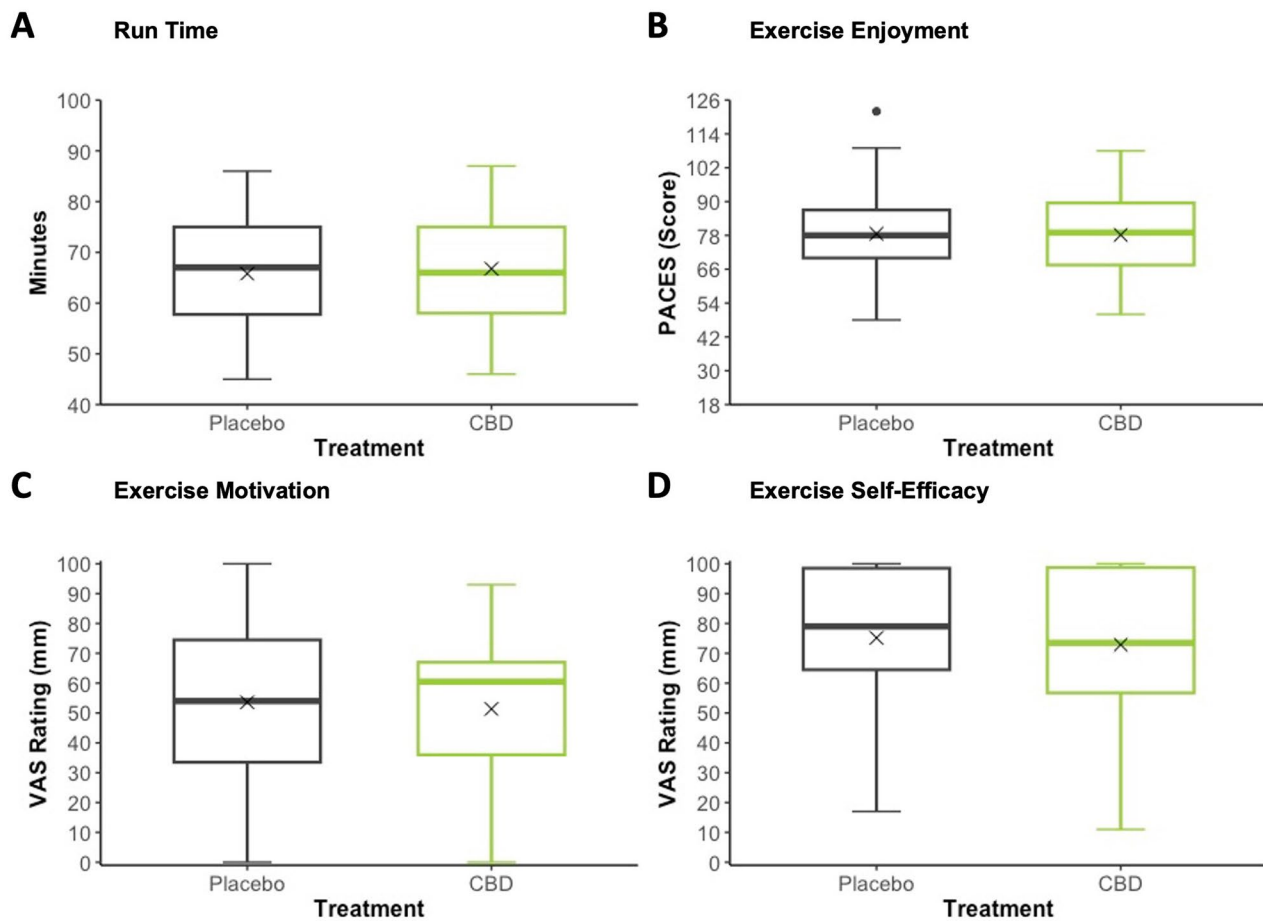 A Run Time
100
90
80
70
60
50
40
Minutes
Placebo CBD
Treatment
B Exercise Enjoyment
126
114
102
90
78
66
54
42
30
18
PACES (Score)
Placebo CBD
Treatment
C Exercise Motivation
100
90
80
70
60
50
40
30
20
10
0
VAS Rating (mm)
Placebo CBD
Treatment
D Exercise Self-Efficacy
100
90
80
70
60
50
40
30
20
10
0
VAS Rating (mm)
Placebo CBD
Treatment